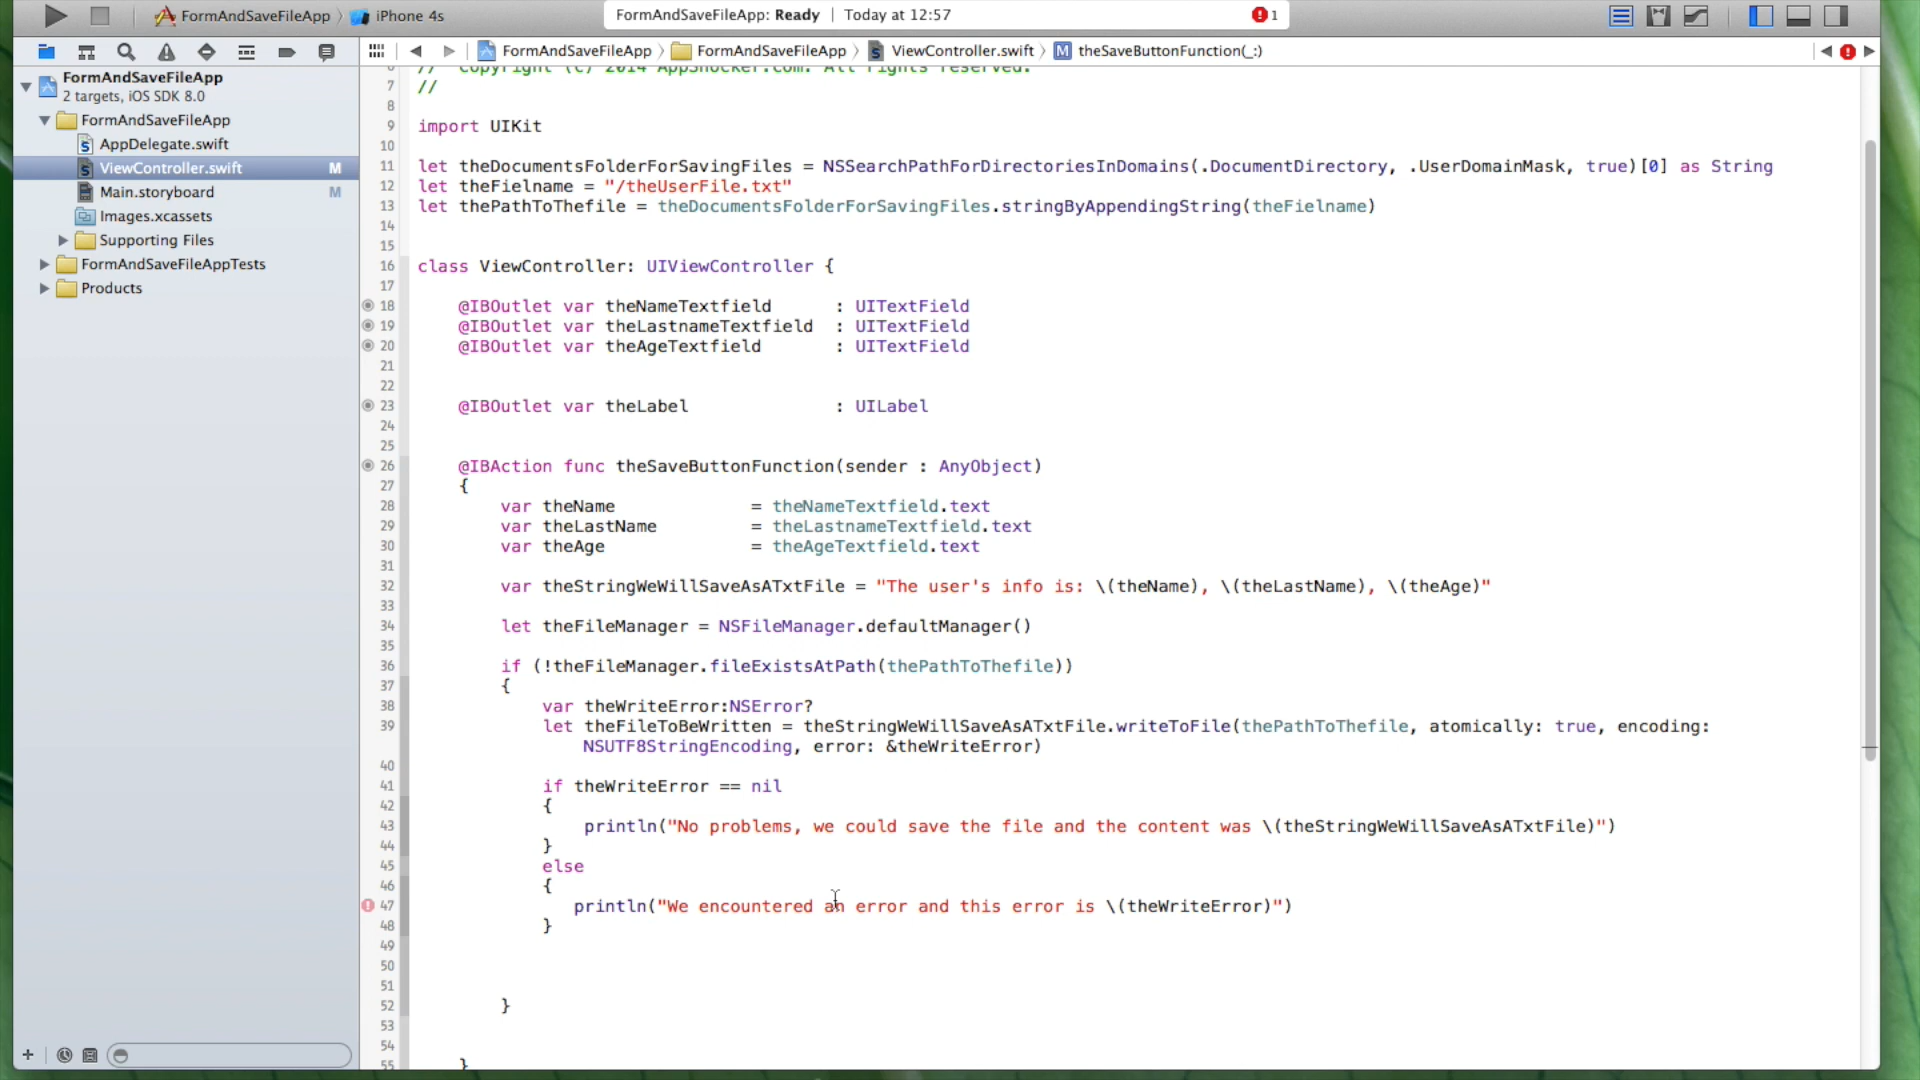 FormAndSaveFileApp 〉 iPhone 4s
FormAndSaveFileApp: Ready | Today at 12:57
1
FormAndSaveFileApp 〉 FormAndSaveFileApp 〉 ViewController.swift 〉 M theSaveButtonFunction(_:)
FormAndSaveFileApp
2 targets, iOS SDK 8.0
FormAndSaveFileApp
AppDelegate.swift
ViewController.swift M
Main.storyboard M
Images.xcassets
Supporting Files
FormAndSaveFileAppTests
Products
6 //  Copyright (c) 2014 AppShocker.com. All rights reserved.
7 //
8
9 import UIKit
10
11 let theDocumentsFolderForSavingFiles = NSSearchPathForDirectoriesInDomains(.DocumentDirectory, .UserDomainMask, true)[0] as String
12 let theFielname = "/theUserFile.txt"
13 let thePathToThefile = theDocumentsFolderForSavingFiles.stringByAppendingString(theFielname)
14
15
16 class ViewController: UIViewController {
17
18 @IBOutlet var theNameTextfield : UITextField
19 @IBOutlet var theLastnameTextfield : UITextField
20 @IBOutlet var theAgeTextfield : UITextField
21
22
23 @IBOutlet var theLabel : UILabel
24
25
26 @IBAction func theSaveButtonFunction(sender : AnyObject)
27 {
28 var theName = theNameTextfield.text
29 var theLastName = theLastnameTextfield.text
30 var theAge = theAgeTextfield.text
31
32 var theStringWeWillSaveAsATxtFile = "The user's info is: \(theName), \(theLastName), \(theAge)"
33
34 let theFileManager = NSFileManager.defaultManager()
35
36 if (!theFileManager.fileExistsAtPath(thePathToThefile))
37 {
38 var theWriteError:NSError?
39 let theFileToBeWritten = theStringWeWillSaveAsATxtFile.writeToFile(thePathToThefile, atomically: true, encoding:
NSUTF8StringEncoding, error: &theWriteError)
40
41 if theWriteError == nil
42 {
43 println("No problems, we could save the file and the content was \(theStringWeWillSaveAsATxtFile)")
44 }
45 else
46 {
47 println("We encountered an error and this error is \(theWriteError)")
48 }
49
50
51
52 }
53
54
55 }